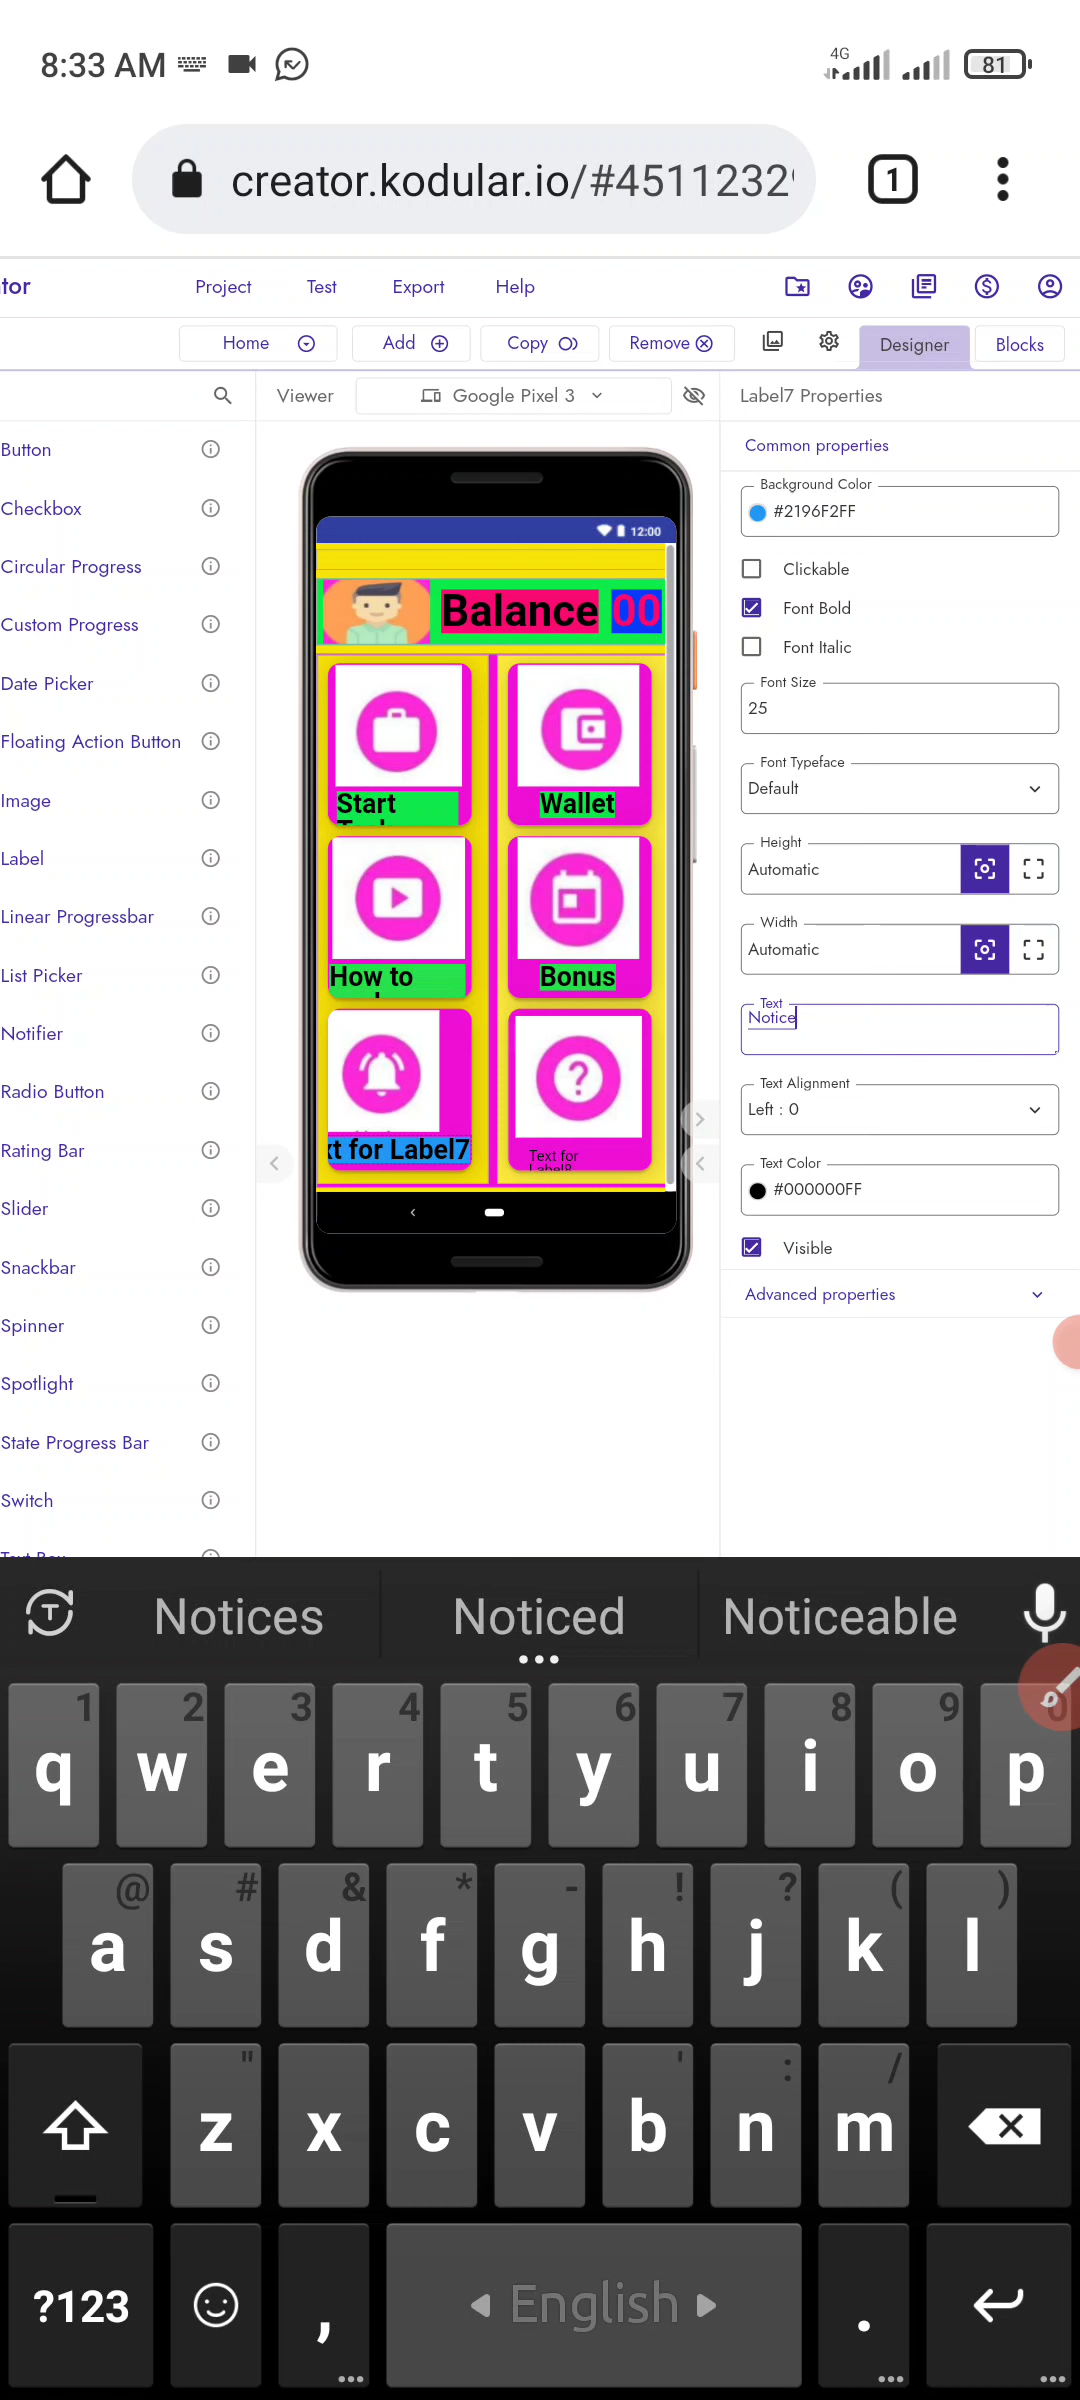 8:33 AM
4G
81
creator.kodular.io/#4511232
1
tor
Project
Test
Export
Help
Home
Add
Copy
Remove
Designer
Blocks
Viewer
Google Pixel 3
Label7 Properties
Button
Checkbox
Circular Progress
Custom Progress
Date Picker
Floating Action Button
Image
Label
Linear Progressbar
List Picker
Notifier
Radio Button
Rating Bar
Slider
Snackbar
Spinner
Spotlight
State Progress Bar
Switch
Text Box
12:00
Balance
00
Start
Wallet
How to
Bonus
xt for Label7
Text for
Label8
Common properties
Background Color
#2196F2FF
Clickable
Font Bold
Font Italic
Font Size
25
Font Typeface
Default
Height
Automatic
Width
Automatic
Text
Notice
Text Alignment
Left : 0
Text Color
#000000FF
Visible
Advanced properties
T
Notices
Noticed
Noticeable
1 2 3 4 5 6 7 8 9 0
q w e r t y u i o p
@ # & * - ! ? ( )
a s d f g h j k l
" ' : /
z x c v b n m
?123
,
English
.